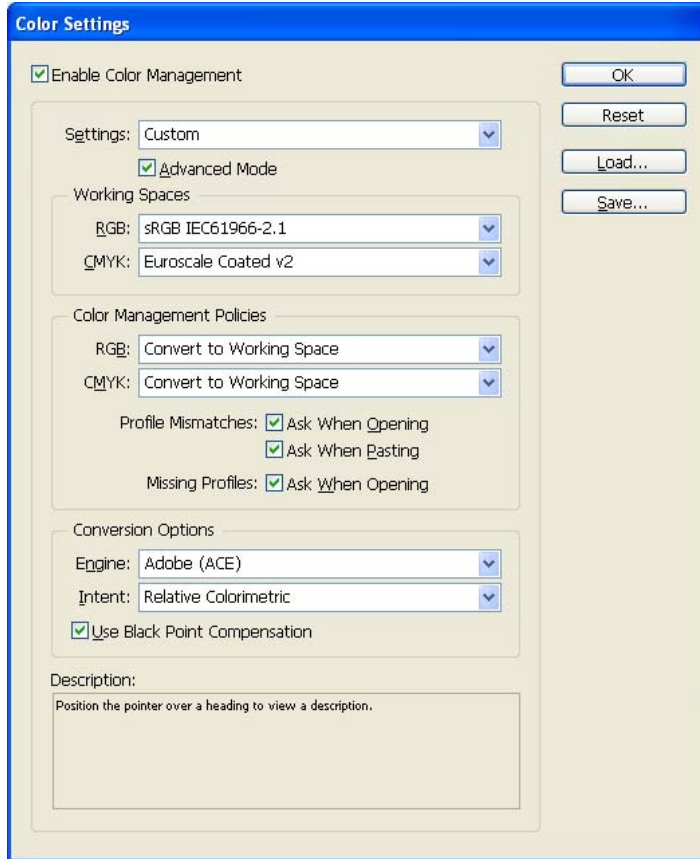 Color Settings
Enable Color Management
Settings: Custom
Advanced Mode
Working Spaces
RGB: sRGB IEC61966-2.1
CMYK: Euroscale Coated v2
Color Management Policies
RGB: Convert to Working Space
CMYK: Convert to Working Space
Profile Mismatches: Ask When Opening
Ask When Pasting
Missing Profiles: Ask When Opening
Conversion Options
Engine: Adobe (ACE)
Intent: Relative Colorimetric
Use Black Point Compensation
Description:
Position the pointer over a heading to view a description.
OK
Reset
Load...
Save...